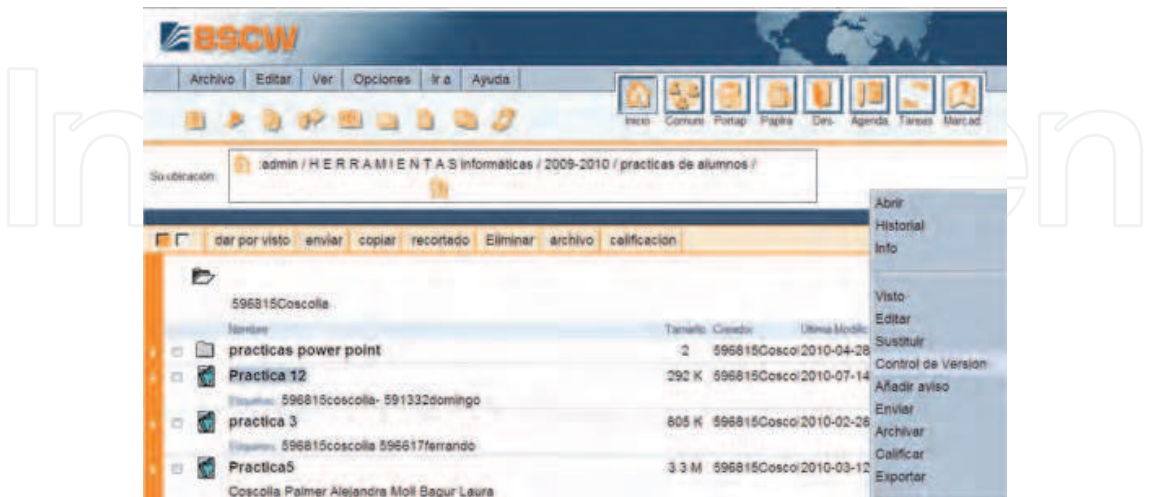 BSCW
Archivo Editar Ver Opciones Ir a Ayuda
Inicio Comuni Portap Papira Dirs- Agenda Tareas Marcad
Su ubicación: :admin / H E R R A M I E N T A S Informáticas / 2009-2010 / practicas de alumnos /
dar por visto enviar copiar recortado Eliminar archivo calificación
596815Coscolla
Nombre Tamaño Creador Última Modific
practicas power point 2 596815Coscol 2010-04-28
Practica 12 292 K 596815Coscol 2010-07-14
Etiquetas: 596815coscolla- 591332domingo
practica 3 805 K 596815Coscol 2010-02-26
Etiquetas: 596815coscolla 596617ferrando
Practica5 3.3 M 596815Coscol 2010-03-12
Coscolla Palmer Alejandra Moll Bagur Laura
Abrir
Historial
Info
Visto
Editar
Sustituir
Control de Version
Añadir aviso
Enviar
Archivar
Calificar
Exportar